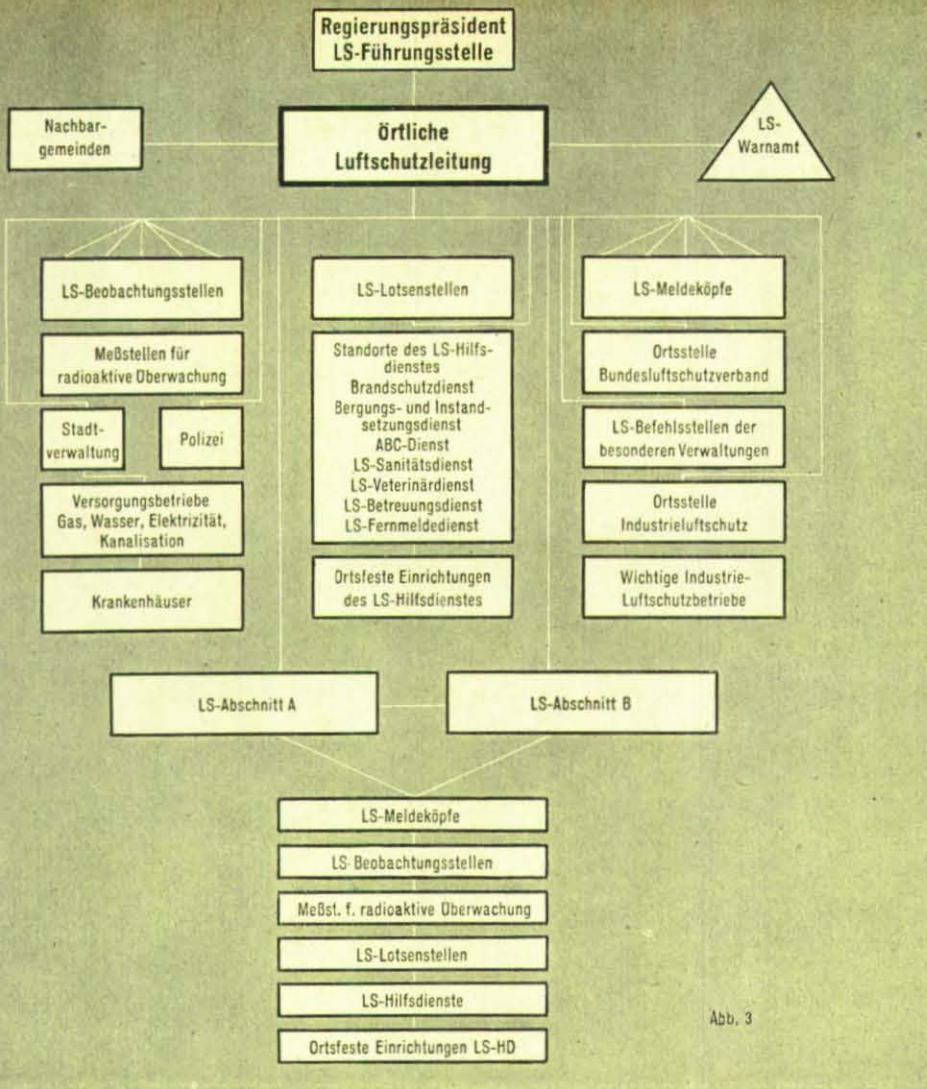 Regierungspräsident
LS-Führungsstelle
Nachbar-
gemeinden
Örtliche
Luftschutzleitung
LS-
Warnamt
LS-Beobachtungsstellen
Meßstellen für
radioaktive Überwachung
Stadt-
verwaltung
Polizei
Versorgungsbetriebe
Gas, Wasser, Elektrizität,
Kanalisation
Krankenhäuser
LS-Lotsenstellen
Standorte des LS-Hilfs-
dienstes
Brandschutzdienst
Bergungs- und Instand-
setzungsdienst
ABC-Dienst
LS-Sanitätsdienst
LS-Veterinärdienst
LS-Betreuungsdienst
LS-Fernmeldedienst
Ortsfeste Einrichtungen
des LS-Hilfsdienstes
LS-Meldeköpfe
Ortsstelle
Bundesluftschutzverband
LS-Befehlsstellen der
besonderen Verwaltungen
Ortsstelle
Industrieluftschutz
Wichtige Industrie-
Luftschutzbetriebe
LS-Abschnitt A
LS-Abschnitt B
LS-Meldeköpfe
LS-Beobachtungsstellen
Meßst. f. radioaktive Überwachung
LS-Lotsenstellen
LS-Hilfsdienste
Ortsfeste Einrichtungen LS-HD
Abb. 3